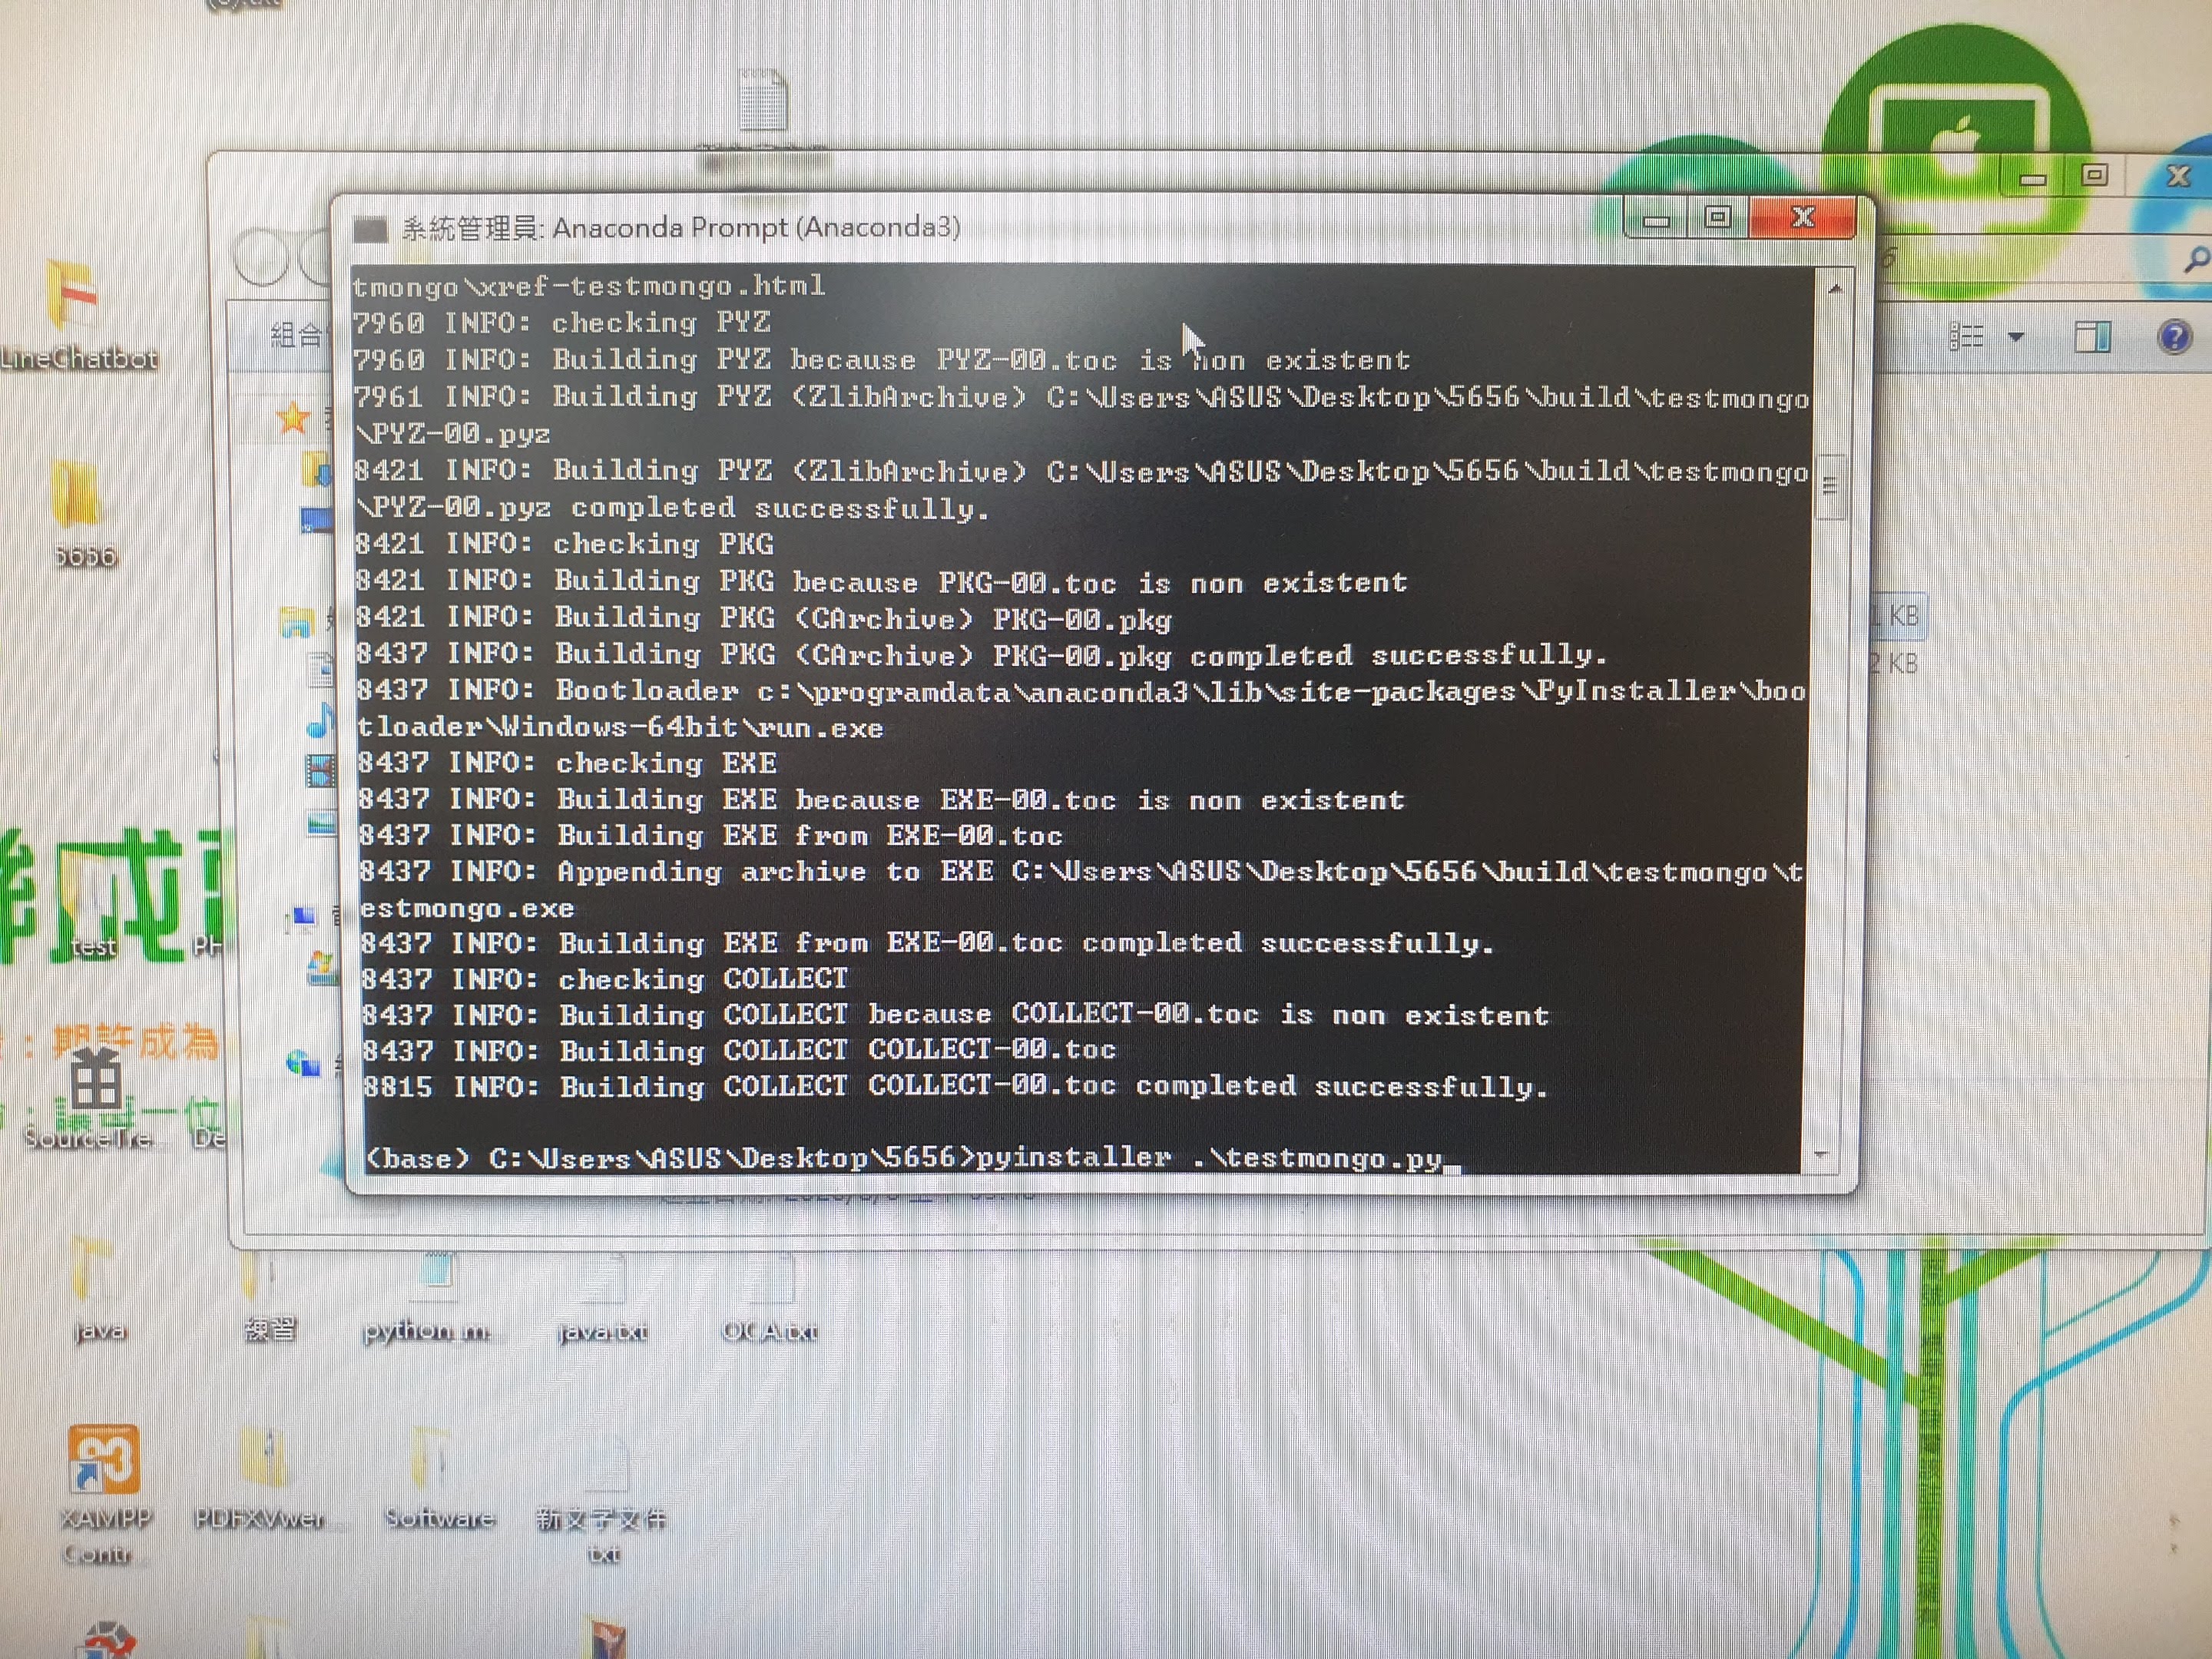 系統管理員: Anaconda Prompt (Anaconda3)
tmongo\xref-testmongo.html
7960 INFO: checking PYZ
7960 INFO: Building PYZ because PYZ-00.toc is non existent
7961 INFO: Building PYZ (ZlibArchive) C:\Users\ASUS\Desktop\5656\build\testmongo
\PYZ-00.pyz
8421 INFO: Building PYZ (ZlibArchive) C:\Users\ASUS\Desktop\5656\build\testmongo
\PYZ-00.pyz completed successfully.
8421 INFO: checking PKG
8421 INFO: Building PKG because PKG-00.toc is non existent
8421 INFO: Building PKG (CArchive) PKG-00.pkg
8437 INFO: Building PKG (CArchive) PKG-00.pkg completed successfully.
8437 INFO: Bootloader c:\programdata\anaconda3\lib\site-packages\PyInstaller\boo
tloader\Windows-64bit\run.exe
8437 INFO: checking EXE
8437 INFO: Building EXE because EXE-00.toc is non existent
8437 INFO: Building EXE from EXE-00.toc
8437 INFO: Appending archive to EXE C:\Users\ASUS\Desktop\5656\build\testmongo\t
estmongo.exe
8437 INFO: Building EXE from EXE-00.toc completed successfully.
8437 INFO: checking COLLECT
8437 INFO: Building COLLECT because COLLECT-00.toc is non existent
8437 INFO: Building COLLECT COLLECT-00.toc
8815 INFO: Building COLLECT COLLECT-00.toc completed successfully.
(base) C:\Users\ASUS\Desktop\5656>pyinstaller .\testmongo.py
組合
1 KB
2 KB
LineChatbot
5656
test
PH
期許成為
一位
SourceTre...
De
java
練習
python_m...
java.txt
OCA.txt
XAMPP
Contr...
PDFXVwer...
Software
新文字文件
txt